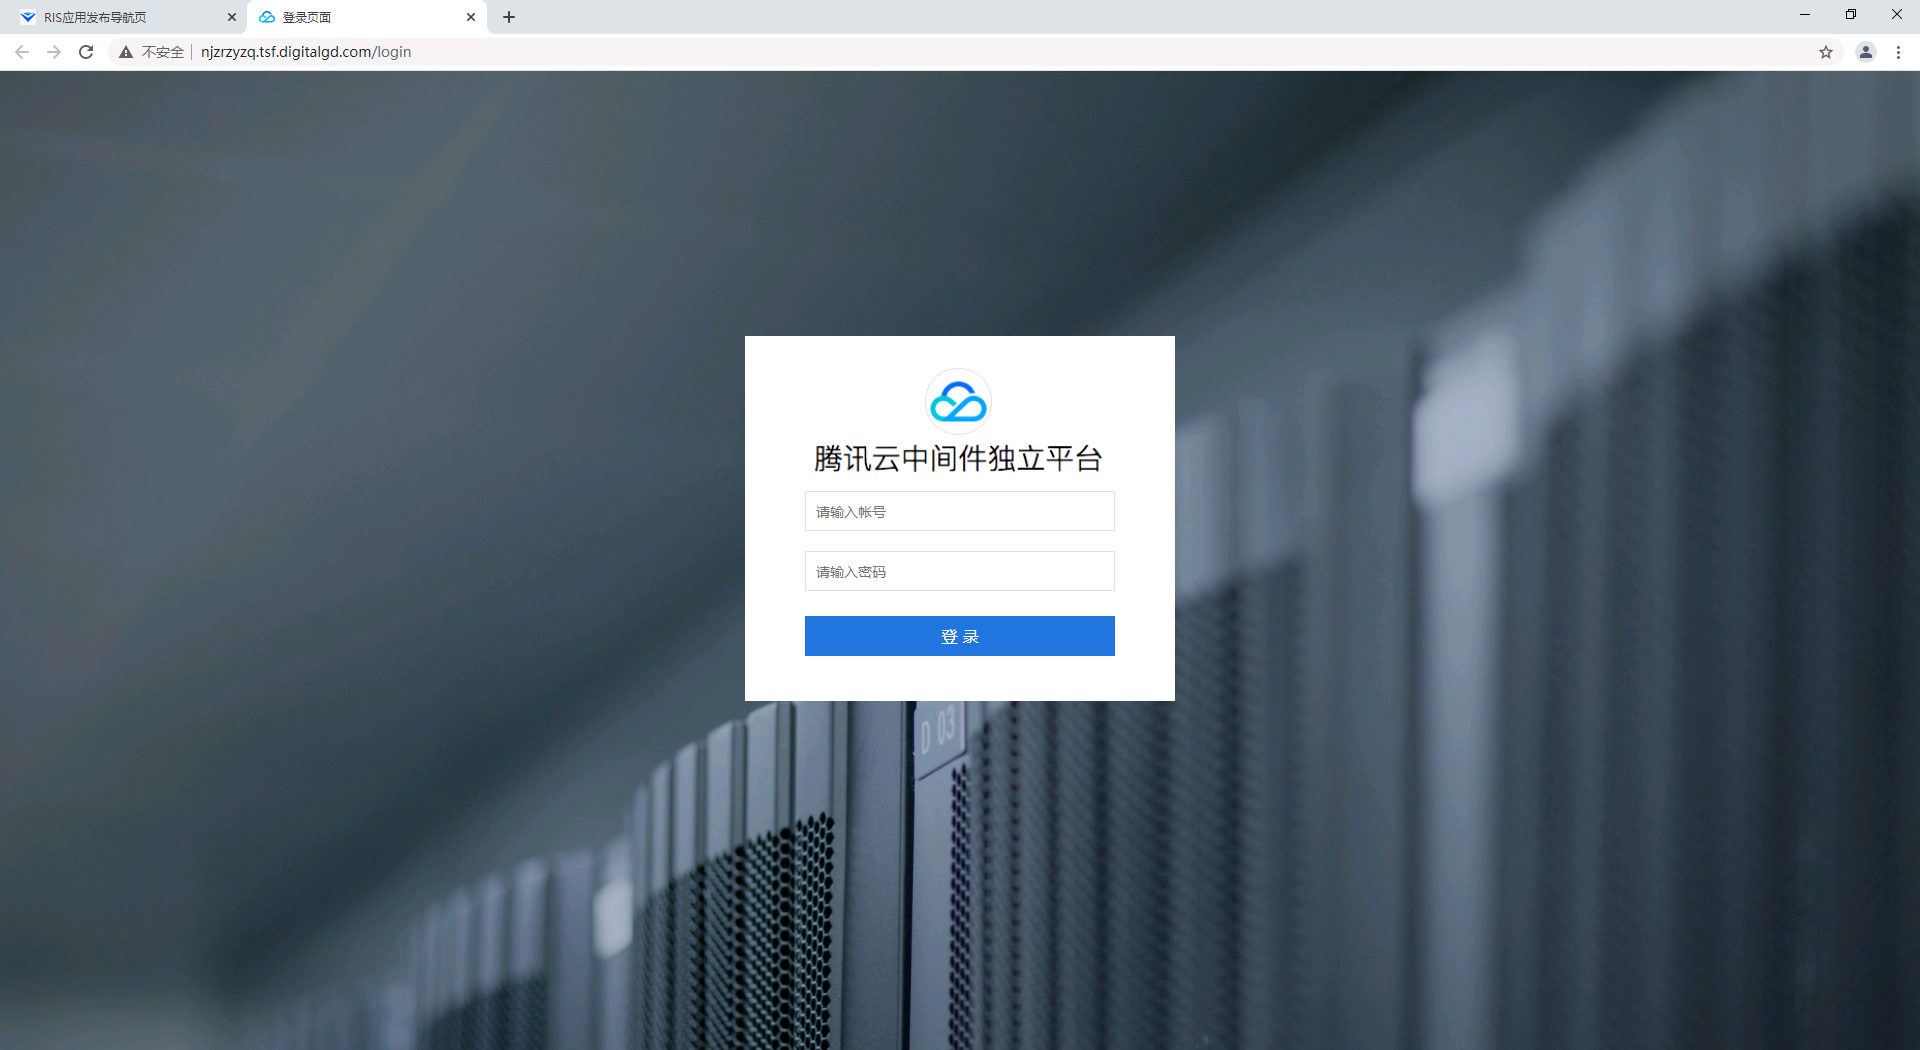 RIS应用发布导航页
登录页面
不安全
njzrzyzq.tsf.digitalgd.com/login
腾讯云中间件独立平台
请输入帐号
请输入密码
登 录
D 03